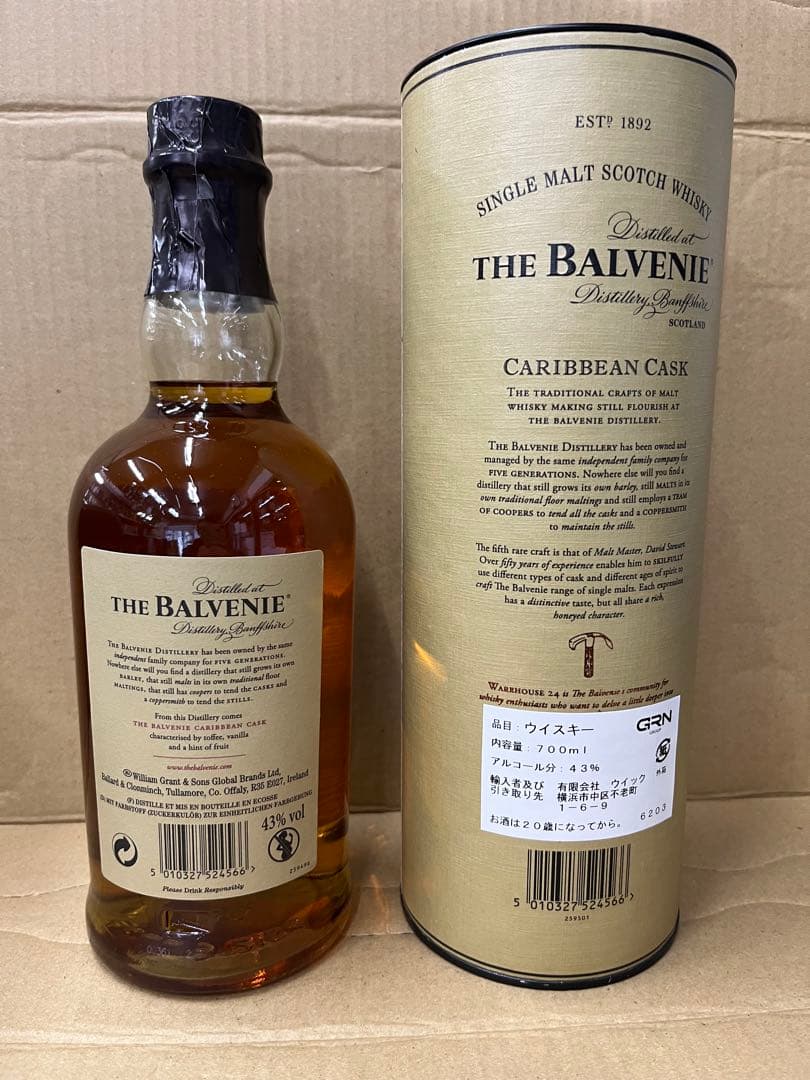 Distilled at
THE BALVENIE®
Distillery, Banffshire
THE BALVENIE DISTILLERY has been owned by the same
independent family company for FIVE GENERATIONS.
Nowhere else will you find a distillery that still grows its own
BARLEY, that still malts in its own traditional floor
MALTINGS, that still has coopers to tend the CASKS and
a coppersmith to tend the STILLS.
From this Distillery comes
THE BALVENIE CARIBBEAN CASK
characterised by toffee, vanilla
and a hint of fruit
www.thebalvenie.com
®William Grant & Sons Global Brands Ltd,
Ballard & Clonminch, Tullamore, Co. Offaly, R35 E027, Ireland
(F) DISTILLE ET MIS EN BOUTEILLE EN ECOSSE
(D) MIT FARBSTOFF (ZUCKERKULÖR) ZUR EINHEITLICHEN FARBGEBUNG
43% vol
5 010327 524566 >
Please Drink Responsibly
ESTD 1892
SINGLE MALT SCOTCH WHISKY
Distilled at
THE BALVENIE®
Distillery, Banffshire
SCOTLAND
CARIBBEAN CASK
THE TRADITIONAL CRAFTS OF MALT
WHISKY MAKING STILL FLOURISH AT
THE BALVENIE DISTILLERY.
THE BALVENIE DISTILLERY has been owned and
managed by the same independent family company for
FIVE GENERATIONS. Nowhere else will you find a
distillery that still grows its own barley, still MALTS in its
own traditional floor maltings and still employs a TEAM
OF COOPERS to tend all the casks and a COPPERSMITH
to maintain the stills.
The fifth rare craft is that of Malt Master, David Stewart.
Over fifty years of experience enables him to SKILFULLY
use different types of cask and different ages of spirit to
craft The Balvenie range of single malts. Each expression
has a distinctive taste, but all share a rich,
honeyed character.
WAREHOUSE 24 is The Balvenie's community for
whisky enthusiasts who want to delve a little deeper into
品目：ウイスキー
GRN
GROUP
内容量：700ml
アルコール分：43%
外箱
輸入者及び 有限会社 ウイック
引き取り先 横浜市中区不老町
1－6－9
お酒は20歳になってから。
6203
5 010327 524566 >
259501